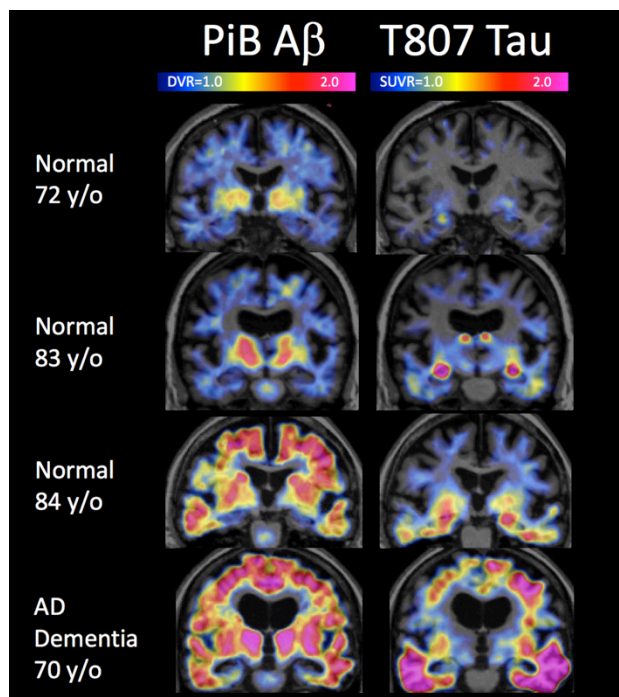 PiB Aβ T807 Tau
DVR=1.0 2.0 SUVR=1.0 2.0
Normal
72 y/o
Normal
83 y/o
Normal
84 y/o
AD
Dementia
70 y/o